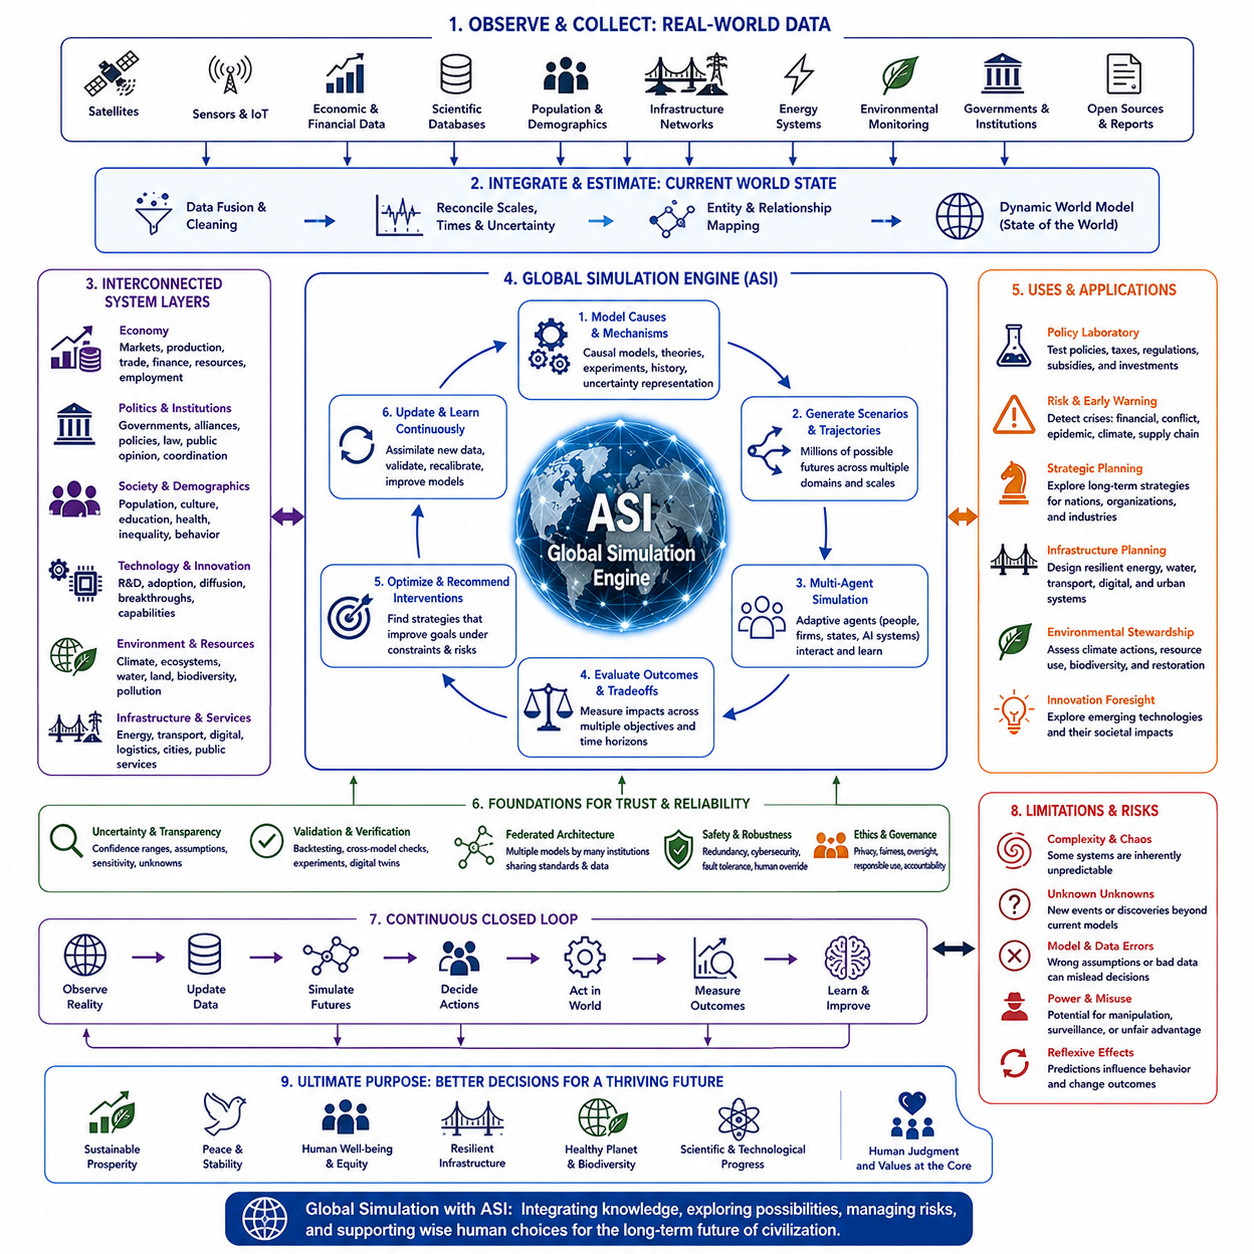 1. OBSERVE & COLLECT: REAL-WORLD DATA
Satellites
Sensors & IoT
Economic &
Financial Data
Scientific
Databases
Population &
Demographics
Infrastructure
Networks
Energy
Systems
Environmental
Monitoring
Governments &
Institutions
Open Sources
& Reports
2. INTEGRATE & ESTIMATE: CURRENT WORLD STATE
Data Fusion &
Cleaning
Reconcile Scales,
Times & Uncertainty
Entity & Relationship
Mapping
Dynamic World Model
(State of the World)
3. INTERCONNECTED
SYSTEM LAYERS
Economy
Markets, production,
trade, finance, resources,
employment
Politics & Institutions
Governments, alliances,
policies, law, public
opinion, coordination
Society & Demographics
Population, culture,
education, health,
inequality, behavior
Technology & Innovation
R&D, adoption, diffusion,
breakthroughs,
capabilities
Environment & Resources
Climate, ecosystems,
water, land, biodiversity,
pollution
Infrastructure & Services
Energy, transport, digital,
logistics, cities, public
services
4. GLOBAL SIMULATION ENGINE (ASI)
1. Model Causes
& Mechanisms
Causal models, theories,
experiments, history,
uncertainty representation
2. Generate Scenarios
& Trajectories
Millions of possible
futures across multiple
domains and scales
3. Multi-Agent
Simulation
Adaptive agents (people,
firms, states, AI systems)
interact and learn
4. Evaluate Outcomes
& Tradeoffs
Measure impacts across
multiple objectives and
time horizons
5. Optimize & Recommend
Interventions
Find strategies that
improve goals under
constraints & risks
6. Update & Learn
Continuously
Assimilate new data,
validate, recalibrate,
improve models
ASI
Global Simulation
Engine
5. USES & APPLICATIONS
Policy Laboratory
Test policies, taxes, regulations,
subsidies, and investments
Risk & Early Warning
Detect crises: financial, conflict,
epidemic, climate, supply chain
Strategic Planning
Explore long-term strategies
for nations, organizations,
and industries
Infrastructure Planning
Design resilient energy, water,
transport, digital, and urban
systems
Environmental Stewardship
Assess climate actions, resource
use, biodiversity, and restoration
Innovation Foresight
Explore emerging technologies
and their societal impacts
6. FOUNDATIONS FOR TRUST & RELIABILITY
Uncertainty & Transparency
Confidence ranges, assumptions,
sensitivity, unknowns
Validation & Verification
Backtesting, cross-model checks,
experiments, digital twins
Federated Architecture
Multiple models by many institutions
sharing standards & data
Safety & Robustness
Redundancy, cybersecurity,
fault tolerance, human override
Ethics & Governance
Privacy, fairness, oversight,
responsible use, accountability
7. CONTINUOUS CLOSED LOOP
Observe
Reality
Update
Data
Simulate
Futures
Decide
Actions
Act in
World
Measure
Outcomes
Learn &
Improve
8. LIMITATIONS & RISKS
Complexity & Chaos
Some systems are inherently
unpredictable
Unknown Unknowns
New events or discoveries beyond
current models
Model & Data Errors
Wrong assumptions or bad data
can mislead decisions
Power & Misuse
Potential for manipulation,
surveillance, or unfair advantage
Reflexive Effects
Predictions influence behavior
and change outcomes
9. ULTIMATE PURPOSE: BETTER DECISIONS FOR A THRIVING FUTURE
Sustainable
Prosperity
Peace &
Stability
Human Well-being
& Equity
Resilient
Infrastructure
Healthy Planet
& Biodiversity
Scientific & Technological
Progress
Human Judgment
and Values at the Core
Global Simulation with ASI: Integrating knowledge, exploring possibilities, managing risks,
and supporting wise human choices for the long-term future of civilization.